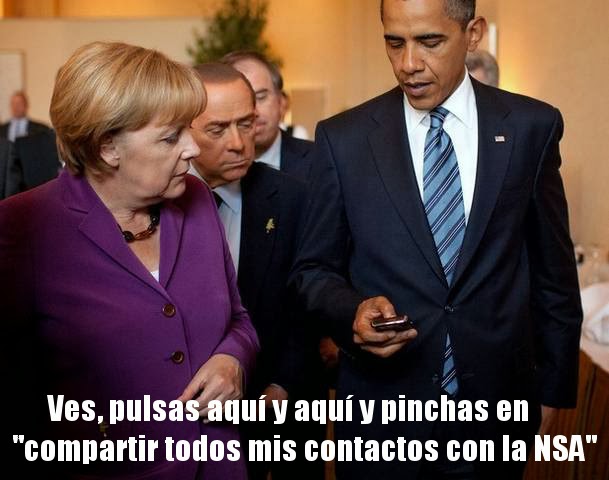 Ves, pulsas aquí y aquí y pinchas en
"compartir todos mis contactos con la NSA"